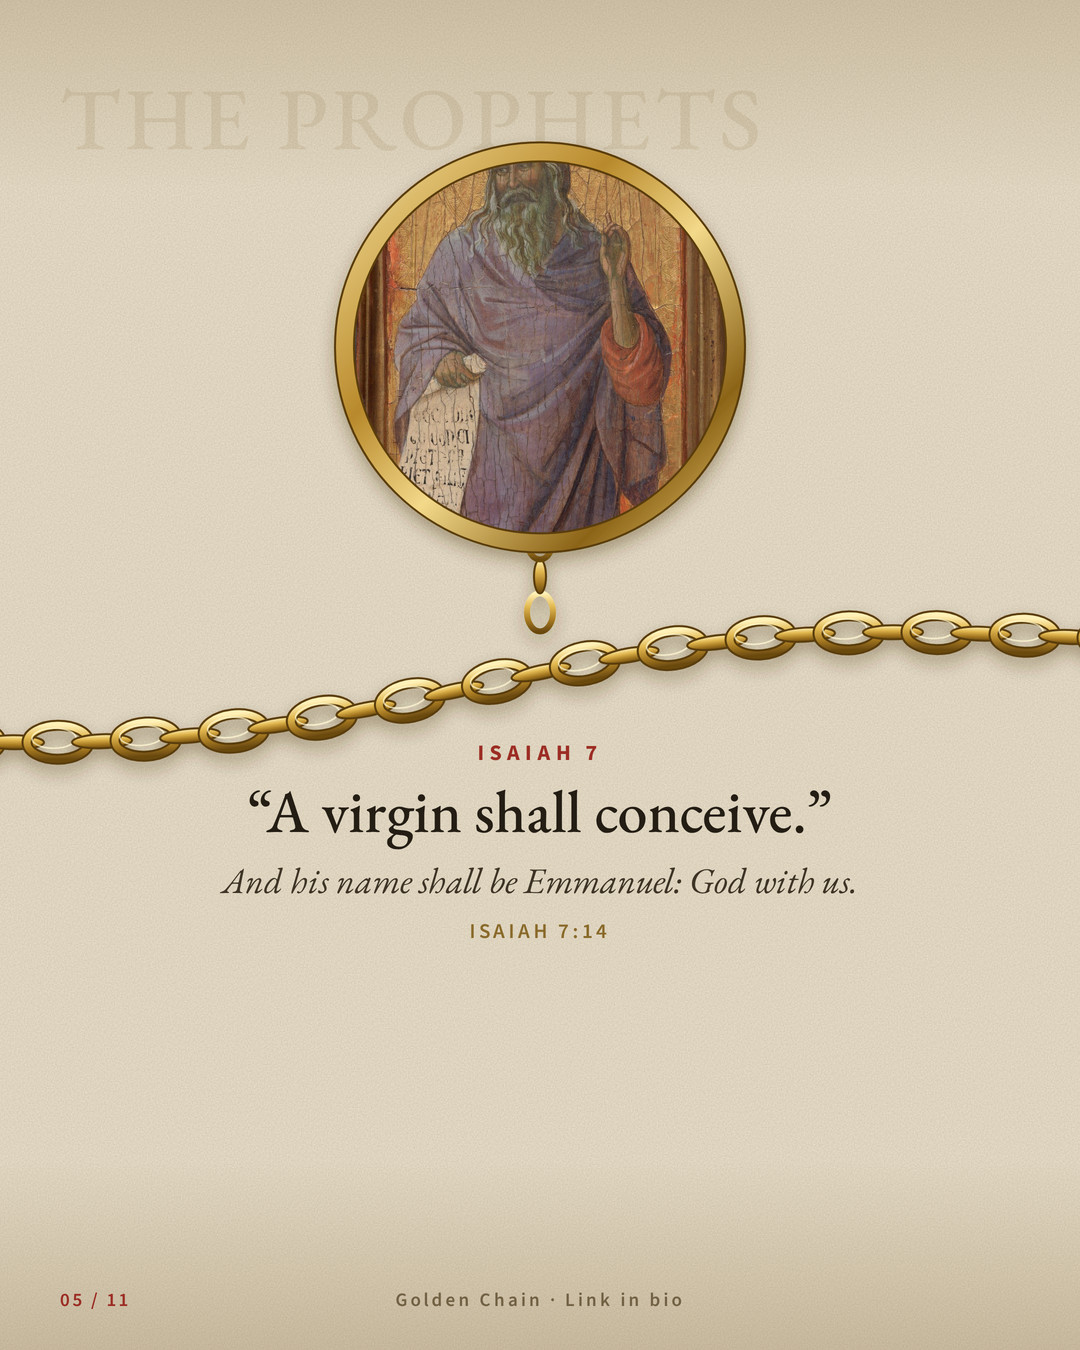 THE PROPHETS
ISAIAH 7
“A virgin shall conceive.”
And his name shall be Emmanuel: God with us.
ISAIAH 7:14
05 / 11
Golden Chain · Link in bio